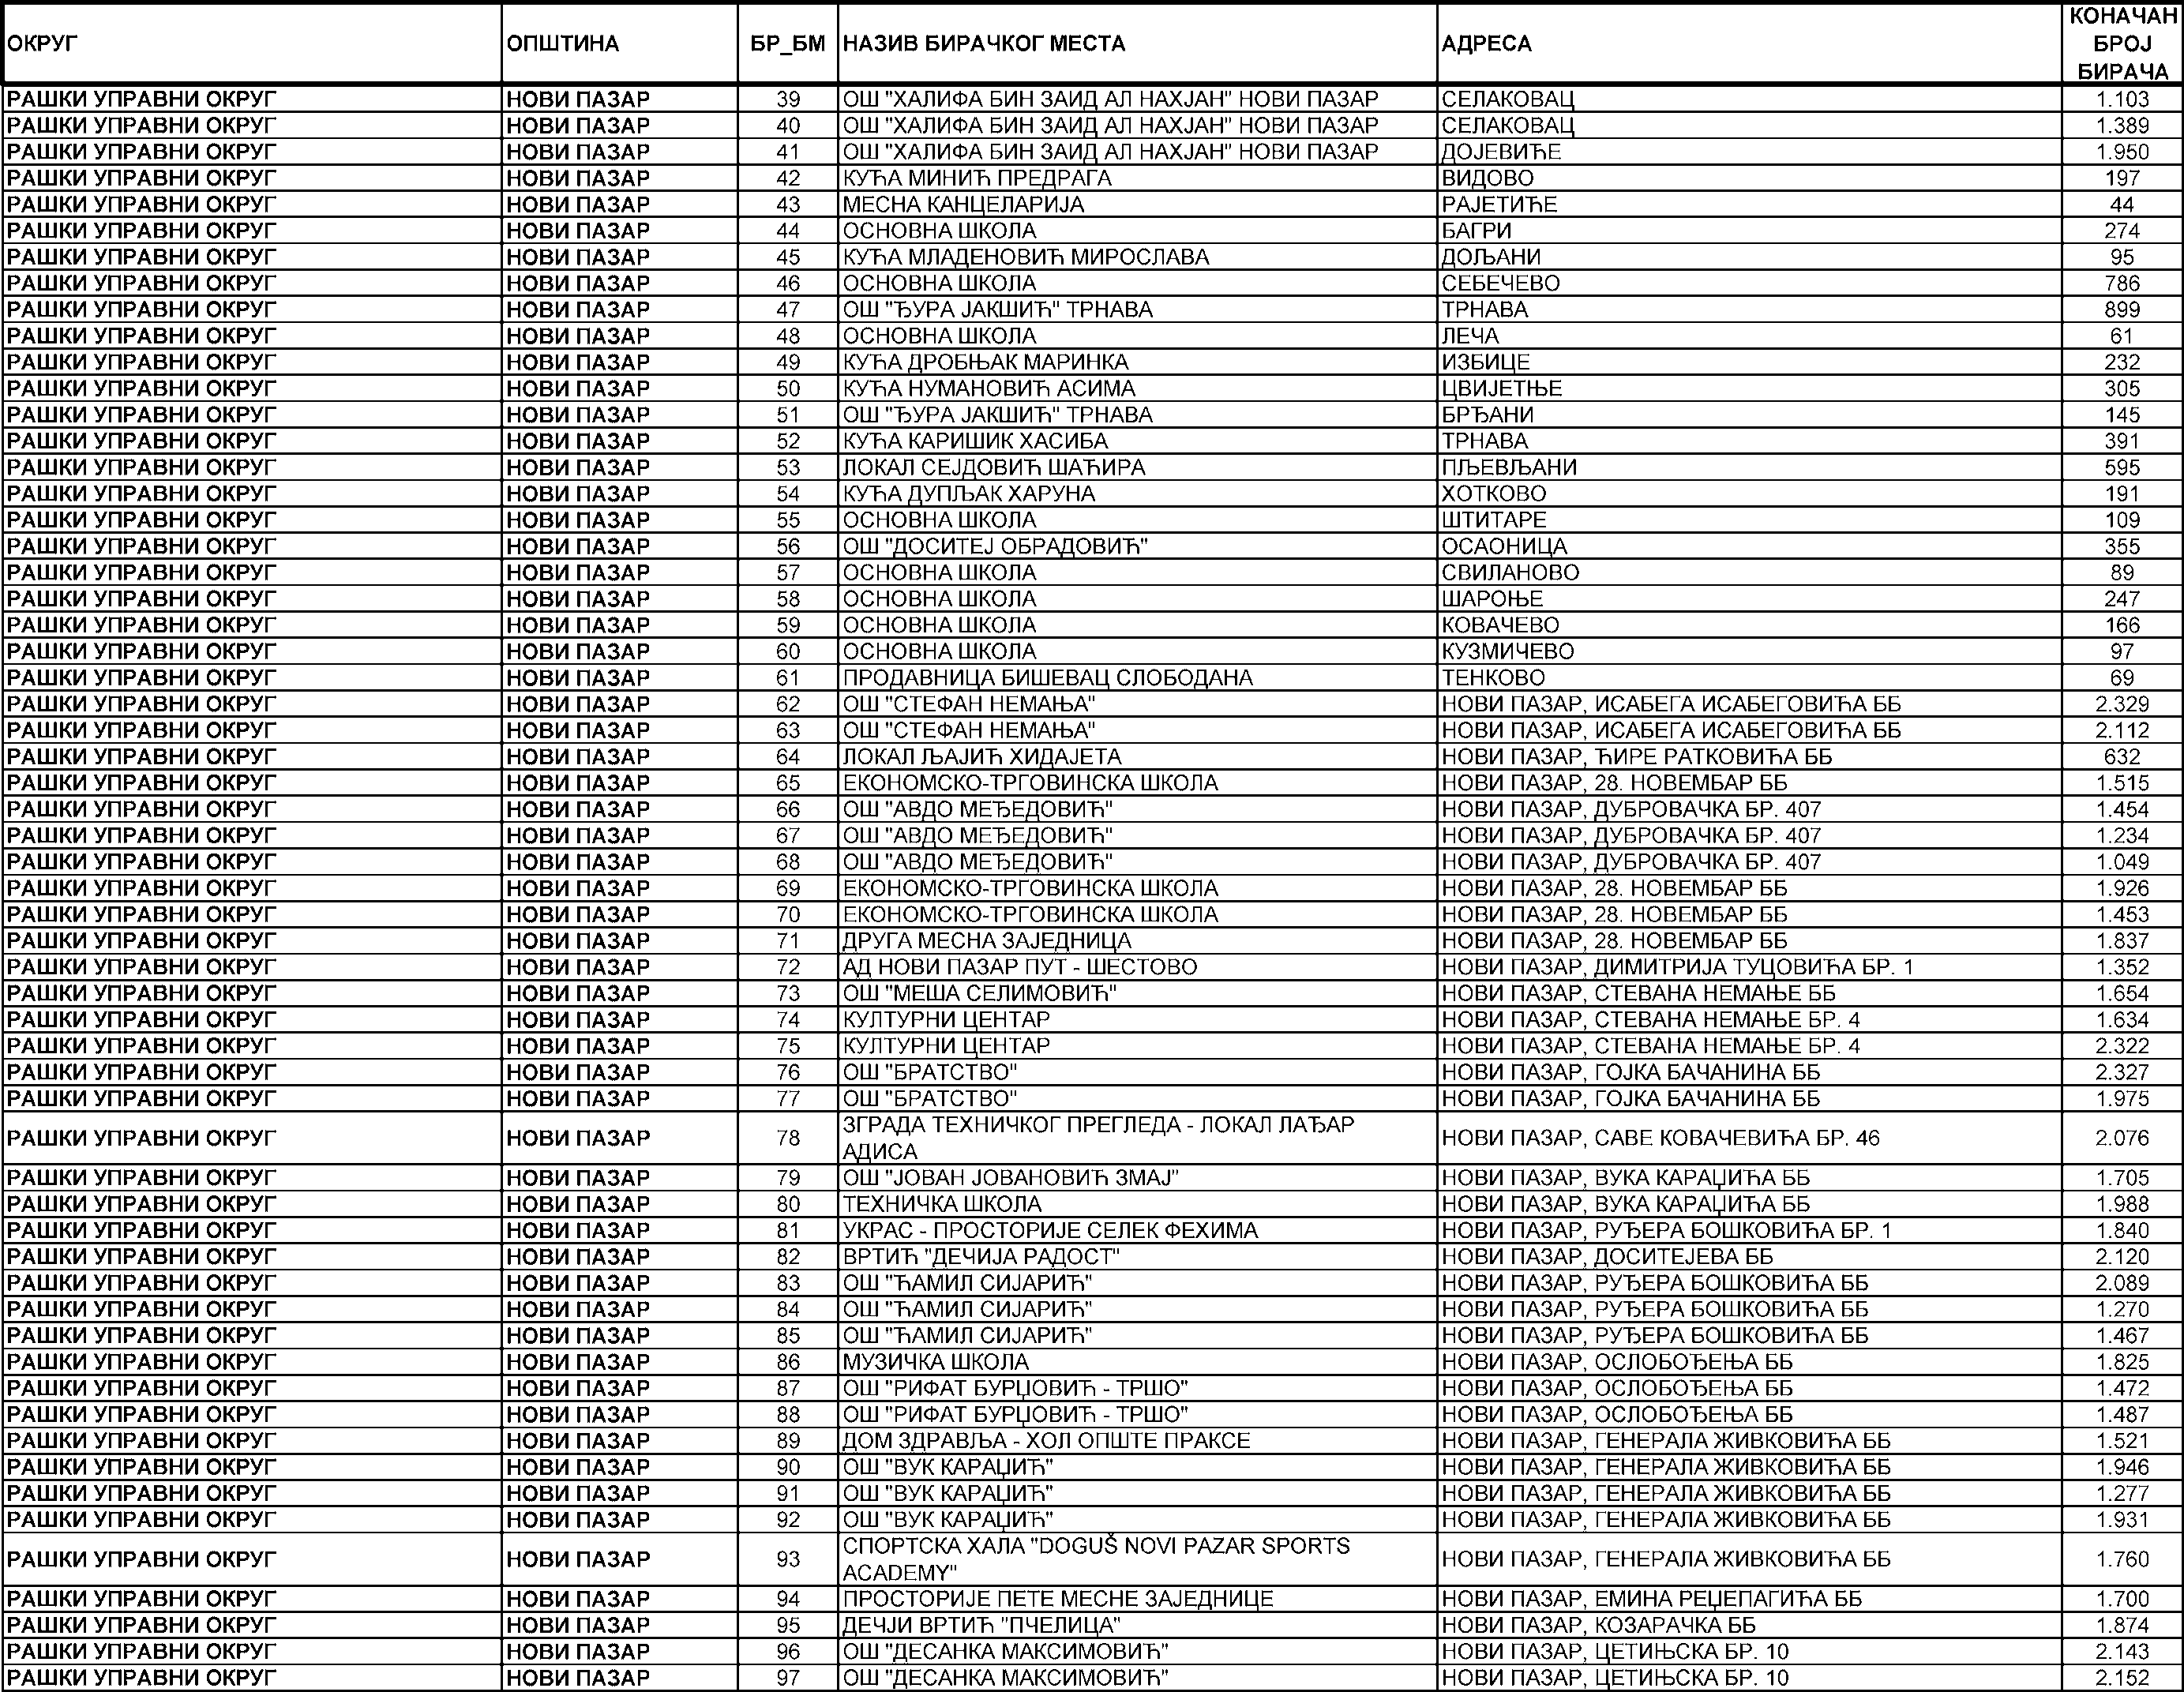 ОКРУГ ОПШТИНА БР_БМ НАЗИВ БИРАЧКОГ МЕСТА АДРЕСА КОНАЧАН БРОЈ БИРАЧА
РАШКИ УПРАВНИ ОКРУГ НОВИ ПАЗАР 39 ОШ "ХАЛИФА БИН ЗАИД АЛ НАХЈАН" НОВИ ПАЗАР СЕЛАКОВАЦ 1.103
РАШКИ УПРАВНИ ОКРУГ НОВИ ПАЗАР 40 ОШ "ХАЛИФА БИН ЗАИД АЛ НАХЈАН" НОВИ ПАЗАР СЕЛАКОВАЦ 1.389
РАШКИ УПРАВНИ ОКРУГ НОВИ ПАЗАР 41 ОШ "ХАЛИФА БИН ЗАИД АЛ НАХЈАН" НОВИ ПАЗАР ДОЈЕВИЋЕ 1.950
РАШКИ УПРАВНИ ОКРУГ НОВИ ПАЗАР 42 КУЋА МИНИЋ ПРЕДРАГА ВИДОВО 197
РАШКИ УПРАВНИ ОКРУГ НОВИ ПАЗАР 43 МЕСНА КАНЦЕЛАРИЈА РАЈЕТИЋЕ 44
РАШКИ УПРАВНИ ОКРУГ НОВИ ПАЗАР 44 ОСНОВНА ШКОЛА БАГРИ 274
РАШКИ УПРАВНИ ОКРУГ НОВИ ПАЗАР 45 КУЋА МЛАДЕНОВИЋ МИРОСЛАВА ДОЉАНИ 95
РАШКИ УПРАВНИ ОКРУГ НОВИ ПАЗАР 46 ОСНОВНА ШКОЛА СЕБЕЧЕВО 786
РАШКИ УПРАВНИ ОКРУГ НОВИ ПАЗАР 47 ОШ "ЂУРА ЈАКШИЋ" ТРНАВА ТРНАВА 899
РАШКИ УПРАВНИ ОКРУГ НОВИ ПАЗАР 48 ОСНОВНА ШКОЛА ЛЕЧА 61
РАШКИ УПРАВНИ ОКРУГ НОВИ ПАЗАР 49 КУЋА ДРОБЊАК МАРИНКА ИЗБИЦЕ 232
РАШКИ УПРАВНИ ОКРУГ НОВИ ПАЗАР 50 КУЋА НУМАНОВИЋ АСИМА ЦВИЈЕТЊЕ 305
РАШКИ УПРАВНИ ОКРУГ НОВИ ПАЗАР 51 ОШ "ЂУРА ЈАКШИЋ" ТРНАВА БРЂАНИ 145
РАШКИ УПРАВНИ ОКРУГ НОВИ ПАЗАР 52 КУЋА КАРИШИК ХАСИБА ТРНАВА 391
РАШКИ УПРАВНИ ОКРУГ НОВИ ПАЗАР 53 ЛОКАЛ СЕЈДОВИЋ ШАЋИРА ПЉЕВЉАНИ 595
РАШКИ УПРАВНИ ОКРУГ НОВИ ПАЗАР 54 КУЋА ДУПЉАК ХАРУНА ХОТКОВО 191
РАШКИ УПРАВНИ ОКРУГ НОВИ ПАЗАР 55 ОСНОВНА ШКОЛА ШТИТАРЕ 109
РАШКИ УПРАВНИ ОКРУГ НОВИ ПАЗАР 56 ОШ "ДОСИТЕЈ ОБРАДОВИЋ" ОСАОНИЦА 355
РАШКИ УПРАВНИ ОКРУГ НОВИ ПАЗАР 57 ОСНОВНА ШКОЛА СВИЛАНОВО 89
РАШКИ УПРАВНИ ОКРУГ НОВИ ПАЗАР 58 ОСНОВНА ШКОЛА ШАРОЊЕ 247
РАШКИ УПРАВНИ ОКРУГ НОВИ ПАЗАР 59 ОСНОВНА ШКОЛА КОВАЧЕВО 166
РАШКИ УПРАВНИ ОКРУГ НОВИ ПАЗАР 60 ОСНОВНА ШКОЛА КУЗМИЧЕВО 97
РАШКИ УПРАВНИ ОКРУГ НОВИ ПАЗАР 61 ПРОДАВНИЦА БИШЕВАЦ СЛОБОДАНА ТЕНКОВО 69
РАШКИ УПРАВНИ ОКРУГ НОВИ ПАЗАР 62 ОШ "СТЕФАН НЕМАЊА" НОВИ ПАЗАР, ИСАБЕГА ИСАБЕГОВИЋА ББ 2.329
РАШКИ УПРАВНИ ОКРУГ НОВИ ПАЗАР 63 ОШ "СТЕФАН НЕМАЊА" НОВИ ПАЗАР, ИСАБЕГА ИСАБЕГОВИЋА ББ 2.112
РАШКИ УПРАВНИ ОКРУГ НОВИ ПАЗАР 64 ЛОКАЛ ЉАЈИЋ ХИДАЈЕТА НОВИ ПАЗАР, ЋИРЕ РАТКОВИЋА ББ 632
РАШКИ УПРАВНИ ОКРУГ НОВИ ПАЗАР 65 ЕКОНОМСКО-ТРГОВИНСКА ШКОЛА НОВИ ПАЗАР, 28. НОВЕМБАР ББ 1.515
РАШКИ УПРАВНИ ОКРУГ НОВИ ПАЗАР 66 ОШ "АВДО МЕЂЕДОВИЋ" НОВИ ПАЗАР, ДУБРОВАЧКА БР. 407 1.454
РАШКИ УПРАВНИ ОКРУГ НОВИ ПАЗАР 67 ОШ "АВДО МЕЂЕДОВИЋ" НОВИ ПАЗАР, ДУБРОВАЧКА БР. 407 1.234
РАШКИ УПРАВНИ ОКРУГ НОВИ ПАЗАР 68 ОШ "АВДО МЕЂЕДОВИЋ" НОВИ ПАЗАР, ДУБРОВАЧКА БР. 407 1.049
РАШКИ УПРАВНИ ОКРУГ НОВИ ПАЗАР 69 ЕКОНОМСКО-ТРГОВИНСКА ШКОЛА НОВИ ПАЗАР, 28. НОВЕМБАР ББ 1.926
РАШКИ УПРАВНИ ОКРУГ НОВИ ПАЗАР 70 ЕКОНОМСКО-ТРГОВИНСКА ШКОЛА НОВИ ПАЗАР, 28. НОВЕМБАР ББ 1.453
РАШКИ УПРАВНИ ОКРУГ НОВИ ПАЗАР 71 ДРУГА МЕСНА ЗАЈЕДНИЦА НОВИ ПАЗАР, 28. НОВЕМБАР ББ 1.837
РАШКИ УПРАВНИ ОКРУГ НОВИ ПАЗАР 72 АД НОВИ ПАЗАР ПУТ - ШЕСТОВО НОВИ ПАЗАР, ДИМИТРИЈА ТУЦОВИЋА БР. 1 1.352
РАШКИ УПРАВНИ ОКРУГ НОВИ ПАЗАР 73 ОШ "МЕША СЕЛИМОВИЋ" НОВИ ПАЗАР, СТЕВАНА НЕМАЊЕ ББ 1.654
РАШКИ УПРАВНИ ОКРУГ НОВИ ПАЗАР 74 КУЛТУРНИ ЦЕНТАР НОВИ ПАЗАР, СТЕВАНА НЕМАЊЕ БР. 4 1.634
РАШКИ УПРАВНИ ОКРУГ НОВИ ПАЗАР 75 КУЛТУРНИ ЦЕНТАР НОВИ ПАЗАР, СТЕВАНА НЕМАЊЕ БР. 4 2.322
РАШКИ УПРАВНИ ОКРУГ НОВИ ПАЗАР 76 ОШ "БРАТСТВО" НОВИ ПАЗАР, ГОЈКА БАЧАНИНА ББ 2.327
РАШКИ УПРАВНИ ОКРУГ НОВИ ПАЗАР 77 ОШ "БРАТСТВО" НОВИ ПАЗАР, ГОЈКА БАЧАНИНА ББ 1.975
РАШКИ УПРАВНИ ОКРУГ НОВИ ПАЗАР 78 ЗГРАДА ТЕХНИЧКОГ ПРЕГЛЕДА - ЛОКАЛ ЛАЂАР АДИСА НОВИ ПАЗАР, САВЕ КОВАЧЕВИЋА БР. 46 2.076
РАШКИ УПРАВНИ ОКРУГ НОВИ ПАЗАР 79 ОШ "ЈОВАН ЈОВАНОВИЋ ЗМАЈ" НОВИ ПАЗАР, ВУКА КАРАЏИЋА ББ 1.705
РАШКИ УПРАВНИ ОКРУГ НОВИ ПАЗАР 80 ТЕХНИЧКА ШКОЛА НОВИ ПАЗАР, ВУКА КАРАЏИЋА ББ 1.988
РАШКИ УПРАВНИ ОКРУГ НОВИ ПАЗАР 81 УКРАС - ПРОСТОРИЈЕ СЕЛЕК ФЕХИМА НОВИ ПАЗАР, РУЂЕРА БОШКОВИЋА БР. 1 1.840
РАШКИ УПРАВНИ ОКРУГ НОВИ ПАЗАР 82 ВРТИЋ "ДЕЧИЈА РАДОСТ" НОВИ ПАЗАР, ДОСИТЕЈЕВА ББ 2.120
РАШКИ УПРАВНИ ОКРУГ НОВИ ПАЗАР 83 ОШ "ЋАМИЛ СИЈАРИЋ" НОВИ ПАЗАР, РУЂЕРА БОШКОВИЋА ББ 2.089
РАШКИ УПРАВНИ ОКРУГ НОВИ ПАЗАР 84 ОШ "ЋАМИЛ СИЈАРИЋ" НОВИ ПАЗАР, РУЂЕРА БОШКОВИЋА ББ 1.270
РАШКИ УПРАВНИ ОКРУГ НОВИ ПАЗАР 85 ОШ "ЋАМИЛ СИЈАРИЋ" НОВИ ПАЗАР, РУЂЕРА БОШКОВИЋА ББ 1.467
РАШКИ УПРАВНИ ОКРУГ НОВИ ПАЗАР 86 МУЗИЧКА ШКОЛА НОВИ ПАЗАР, ОСЛОБОЂЕЊА ББ 1.825
РАШКИ УПРАВНИ ОКРУГ НОВИ ПАЗАР 87 ОШ "РИФАТ БУРЏОВИЋ - ТРШО" НОВИ ПАЗАР, ОСЛОБОЂЕЊА ББ 1.472
РАШКИ УПРАВНИ ОКРУГ НОВИ ПАЗАР 88 ОШ "РИФАТ БУРЏОВИЋ - ТРШО" НОВИ ПАЗАР, ОСЛОБОЂЕЊА ББ 1.487
РАШКИ УПРАВНИ ОКРУГ НОВИ ПАЗАР 89 ДОМ ЗДРАВЉА - ХОЛ ОПШТЕ ПРАКСЕ НОВИ ПАЗАР, ГЕНЕРАЛА ЖИВКОВИЋА ББ 1.521
РАШКИ УПРАВНИ ОКРУГ НОВИ ПАЗАР 90 ОШ "ВУК КАРАЏИЋ" НОВИ ПАЗАР, ГЕНЕРАЛА ЖИВКОВИЋА ББ 1.946
РАШКИ УПРАВНИ ОКРУГ НОВИ ПАЗАР 91 ОШ "ВУК КАРАЏИЋ" НОВИ ПАЗАР, ГЕНЕРАЛА ЖИВКОВИЋА ББ 1.277
РАШКИ УПРАВНИ ОКРУГ НОВИ ПАЗАР 92 ОШ "ВУК КАРАЏИЋ" НОВИ ПАЗАР, ГЕНЕРАЛА ЖИВКОВИЋА ББ 1.931
РАШКИ УПРАВНИ ОКРУГ НОВИ ПАЗАР 93 СПОРТСКА ХАЛА "DOGUŠ NOVI PAZAR SPORTS ACADEMY" НОВИ ПАЗАР, ГЕНЕРАЛА ЖИВКОВИЋА ББ 1.760
РАШКИ УПРАВНИ ОКРУГ НОВИ ПАЗАР 94 ПРОСТОРИЈЕ ПЕТЕ МЕСНЕ ЗАЈЕДНИЦЕ НОВИ ПАЗАР, ЕМИНА РЕЏЕПАГИЋА ББ 1.700
РАШКИ УПРАВНИ ОКРУГ НОВИ ПАЗАР 95 ДЕЧЈИ ВРТИЋ "ПЧЕЛИЦА" НОВИ ПАЗАР, КОЗАРАЧКА ББ 1.874
РАШКИ УПРАВНИ ОКРУГ НОВИ ПАЗАР 96 ОШ "ДЕСАНКА МАКСИМОВИЋ" НОВИ ПАЗАР, ЦЕТИЊСКА БР. 10 2.143
РАШКИ УПРАВНИ ОКРУГ НОВИ ПАЗАР 97 ОШ "ДЕСАНКА МАКСИМОВИЋ" НОВИ ПАЗАР, ЦЕТИЊСКА БР. 10 2.152